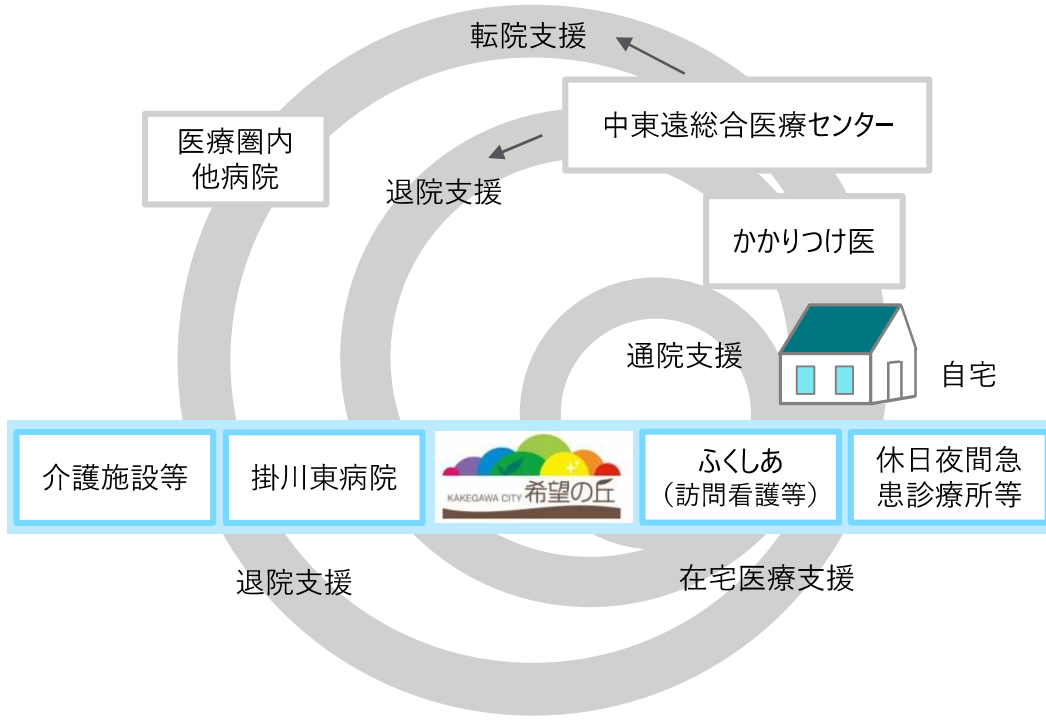 転院支援
中東遠総合医療センター
医療圏内
他病院
退院支援
かかりつけ医
通院支援
自宅
介護施設等
掛川東病院
KAKEGAWA CITY 希望の丘
ふくしあ
（訪問看護等）
休日夜間急
患診療所等
退院支援
在宅医療支援